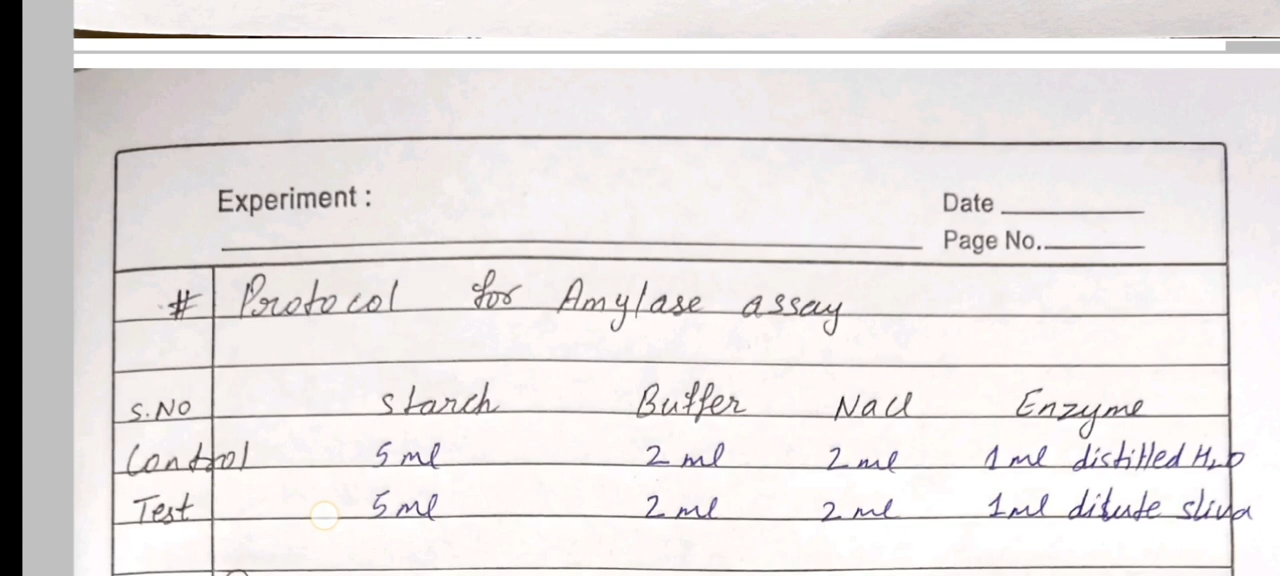 Experiment :
Date
Page No.
# Protocol for Amylase assay
S.No Starch Buffer Nacl Enzyme
Control 5 ml 2 ml 2 ml 1 ml distilled H2O
Test 5 ml 2 ml 2 ml 1 ml dilute sliva